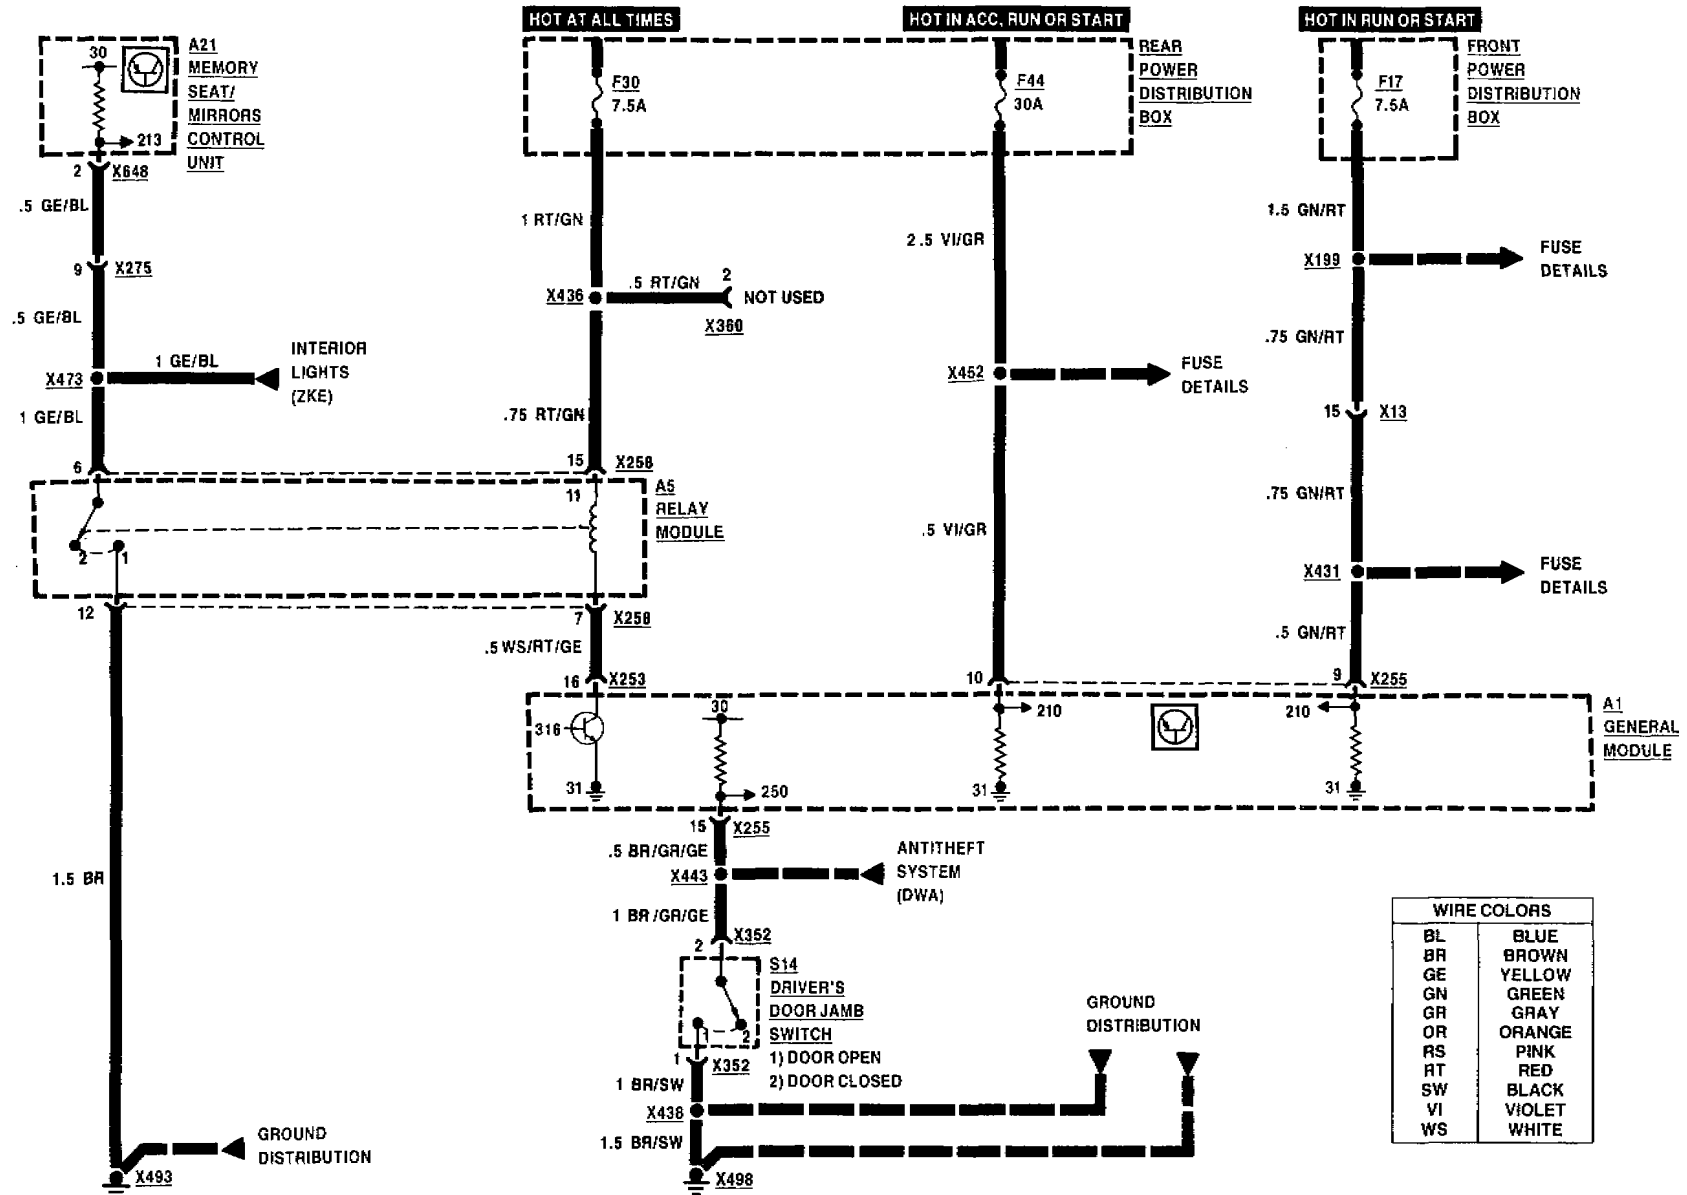 HOT AT ALL TIMES
HOT IN ACC, RUN OR START
HOT IN RUN OR START
30
A21
MEMORY
SEAT/
MIRRORS
CONTROL
UNIT
213
2 X648
F30
7.5A
F44
30A
REAR
POWER
DISTRIBUTION
BOX
F17
7.5A
FRONT
POWER
DISTRIBUTION
BOX
.5 GE/BL
9 X275
.5 GE/BL
X473
1 GE/BL
INTERIOR
LIGHTS
(ZKE)
1 GE/BL
1 RT/GN
X436
.5 RT/GN
2
NOT USED
X360
.75 RT/GN
2.5 VI/GR
X452
FUSE
DETAILS
.5 VI/GR
1.5 GN/RT
X199
FUSE
DETAILS
.75 GN/RT
15 X13
.75 GN/RT
X431
FUSE
DETAILS
.5 GN/RT
6
15 X258
11
A5
RELAY
MODULE
2
1
12
7 X258
.5 WS/RT/GE
16 X253
10
9 X255
316
31
30
250
210
31
210
31
A1
GENERAL
MODULE
15 X255
.5 BR/GR/GE
X443
ANTITHEFT
SYSTEM
(DWA)
1 BR/GR/GE
2 X352
S14
DRIVER'S
DOOR JAMB
SWITCH
1) DOOR OPEN
2) DOOR CLOSED
1
2
1 X352
1 BR/SW
X438
1.5 BR/SW
X498
GROUND
DISTRIBUTION
1.5 BR
GROUND
DISTRIBUTION
X493
WIRE COLORS
BL BLUE
BR BROWN
GE YELLOW
GN GREEN
GR GRAY
OR ORANGE
RS PINK
RT RED
SW BLACK
VI VIOLET
WS WHITE